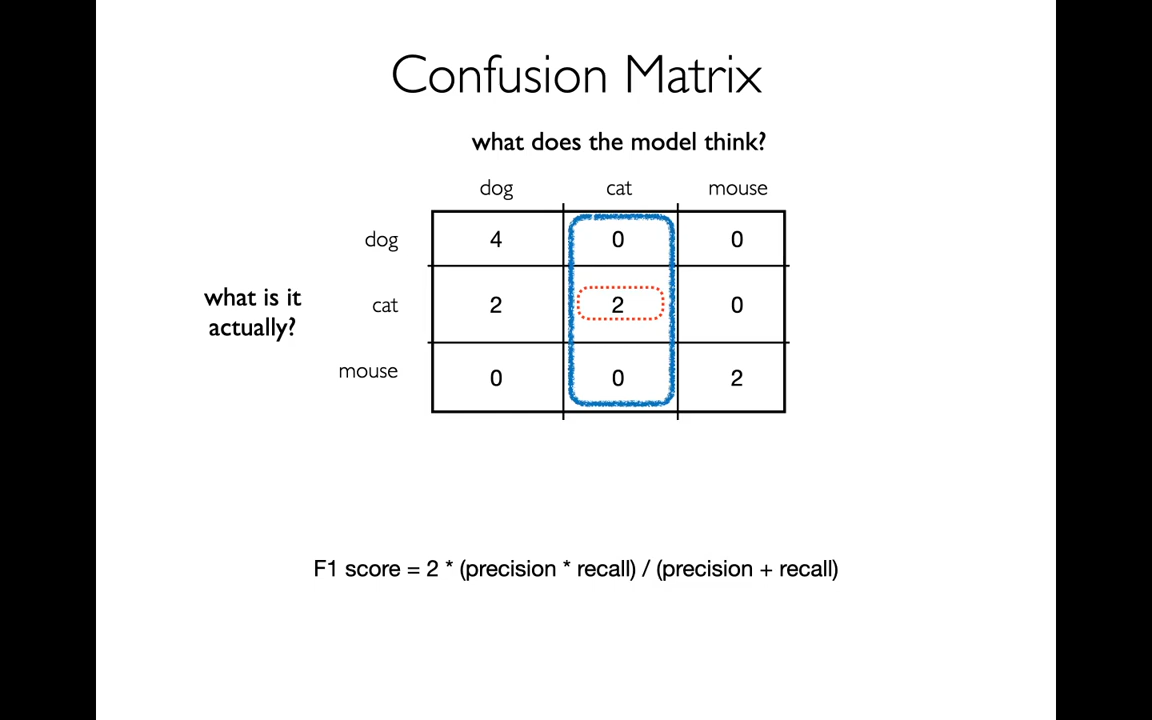 Confusion Matrix
what does the model think?
dog cat mouse
dog 4 0 0
what is it
actually?
cat 2 2 0
mouse 0 0 2
F1 score = 2 * (precision * recall) / (precision + recall)